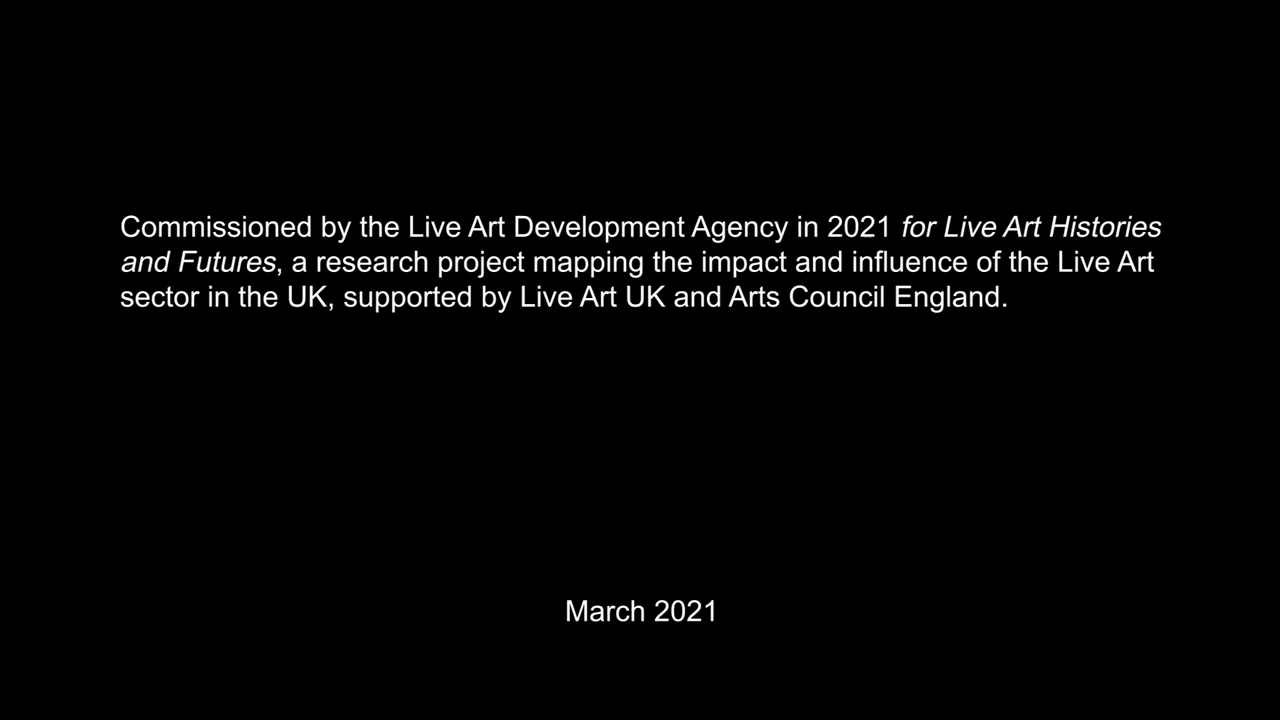 Commissioned by the Live Art Development Agency in 2021 for Live Art Histories
and Futures, a research project mapping the impact and influence of the Live Art
sector in the UK, supported by Live Art UK and Arts Council England.
March 2021